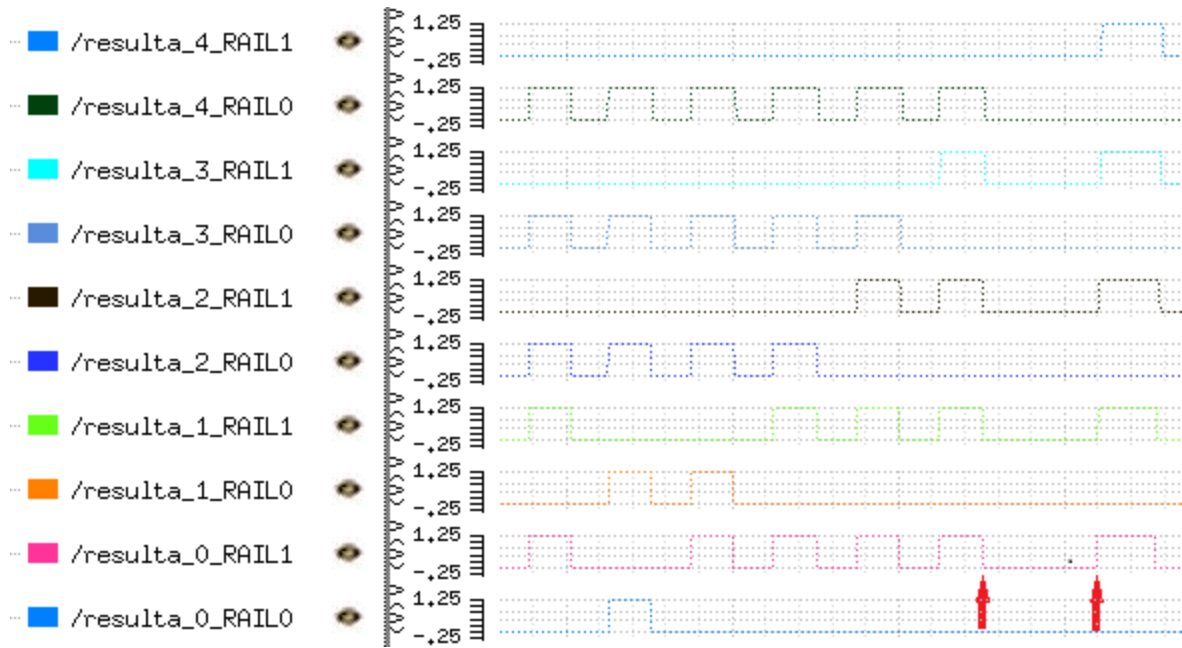 /resulta_4_RAIL1
1.25
-.25
/resulta_4_RAIL0
1.25
-.25
/resulta_3_RAIL1
1.25
-.25
/resulta_3_RAIL0
1.25
-.25
/resulta_2_RAIL1
1.25
-.25
/resulta_2_RAIL0
1.25
-.25
/resulta_1_RAIL1
1.25
-.25
/resulta_1_RAIL0
1.25
-.25
/resulta_0_RAIL1
1.25
-.25
/resulta_0_RAIL0
1.25
-.25